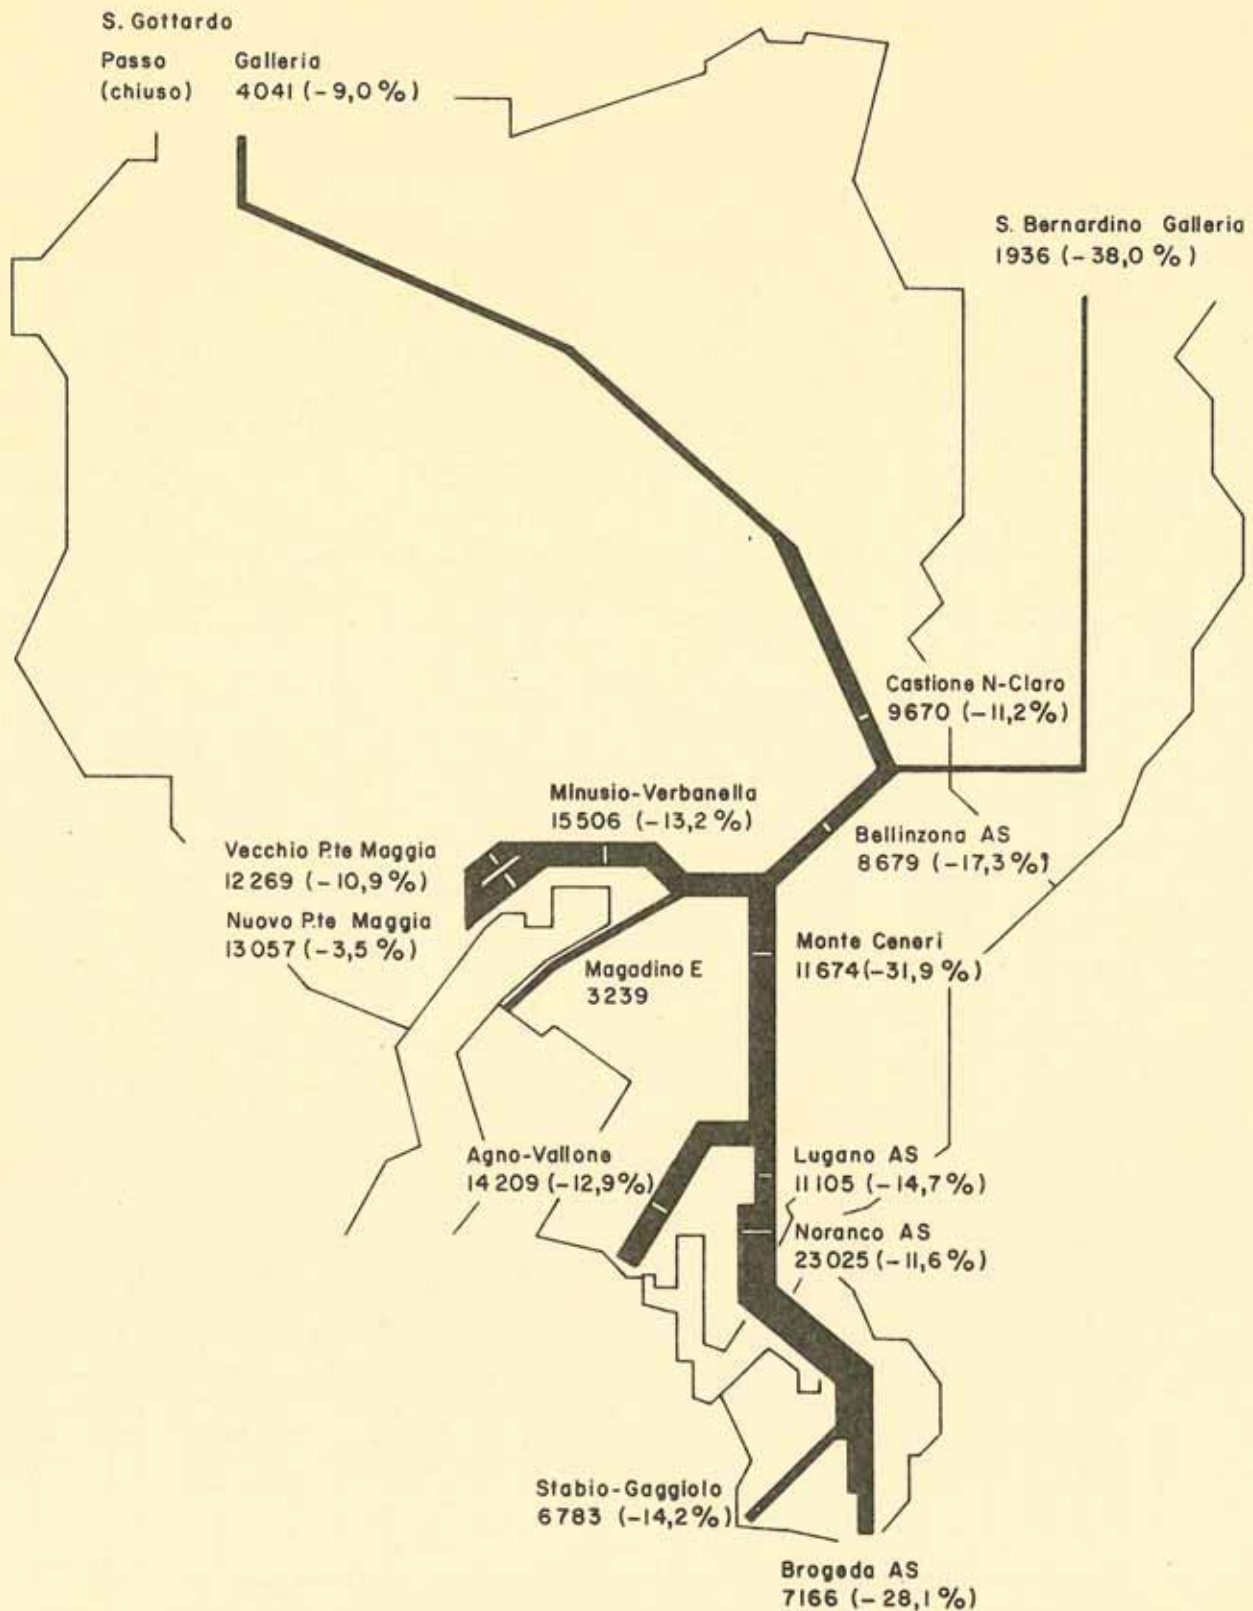 S. Gottardo
Passo Galleria
(chiuso) 4041 (-9,0%)
S. Bernardino Galleria
1936 (-38,0 %)
Castione N-Claro
9670 (-11,2%)
Minusio-Verbanella
15506 (-13,2%)
Bellinzona AS
8679 (-17,3%)
Vecchio P.te Maggia
12269 (-10,9%)
Nuovo P.te Maggia
13057 (-3,5 %)
Monte Ceneri
11674 (-31,9 %)
Magadino E
3239
Agno-Vallone
14209 (-12,9%)
Lugano AS
11105 (-14,7%)
Noranco AS
23025 (-11,6%)
Stabio-Gaggiolo
6783 (-14,2%)
Brogeda AS
7166 (-28,1%)